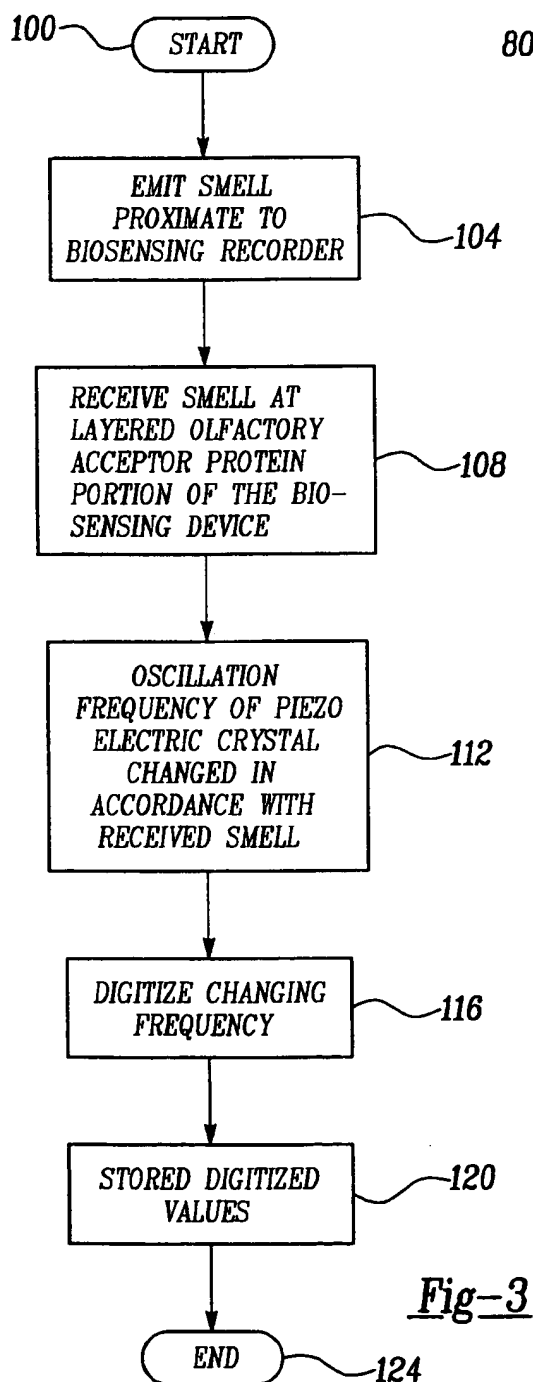 100
START
80
EMIT SMELL
PROXIMATE TO
BIOSENSING RECORDER
104
RECEIVE SMELL AT
LAYERED OLFACTORY
ACCEPTOR PROTEIN
PORTION OF THE BIO-
SENSING DEVICE
108
OSCILLATION
FREQUENCY OF PIEZO
ELECTRIC CRYSTAL
CHANGED IN
ACCORDANCE WITH
RECEIVED SMELL
112
DIGITIZE CHANGING
FREQUENCY
116
STORED DIGITIZED
VALUES
120
Fig-3
END
124